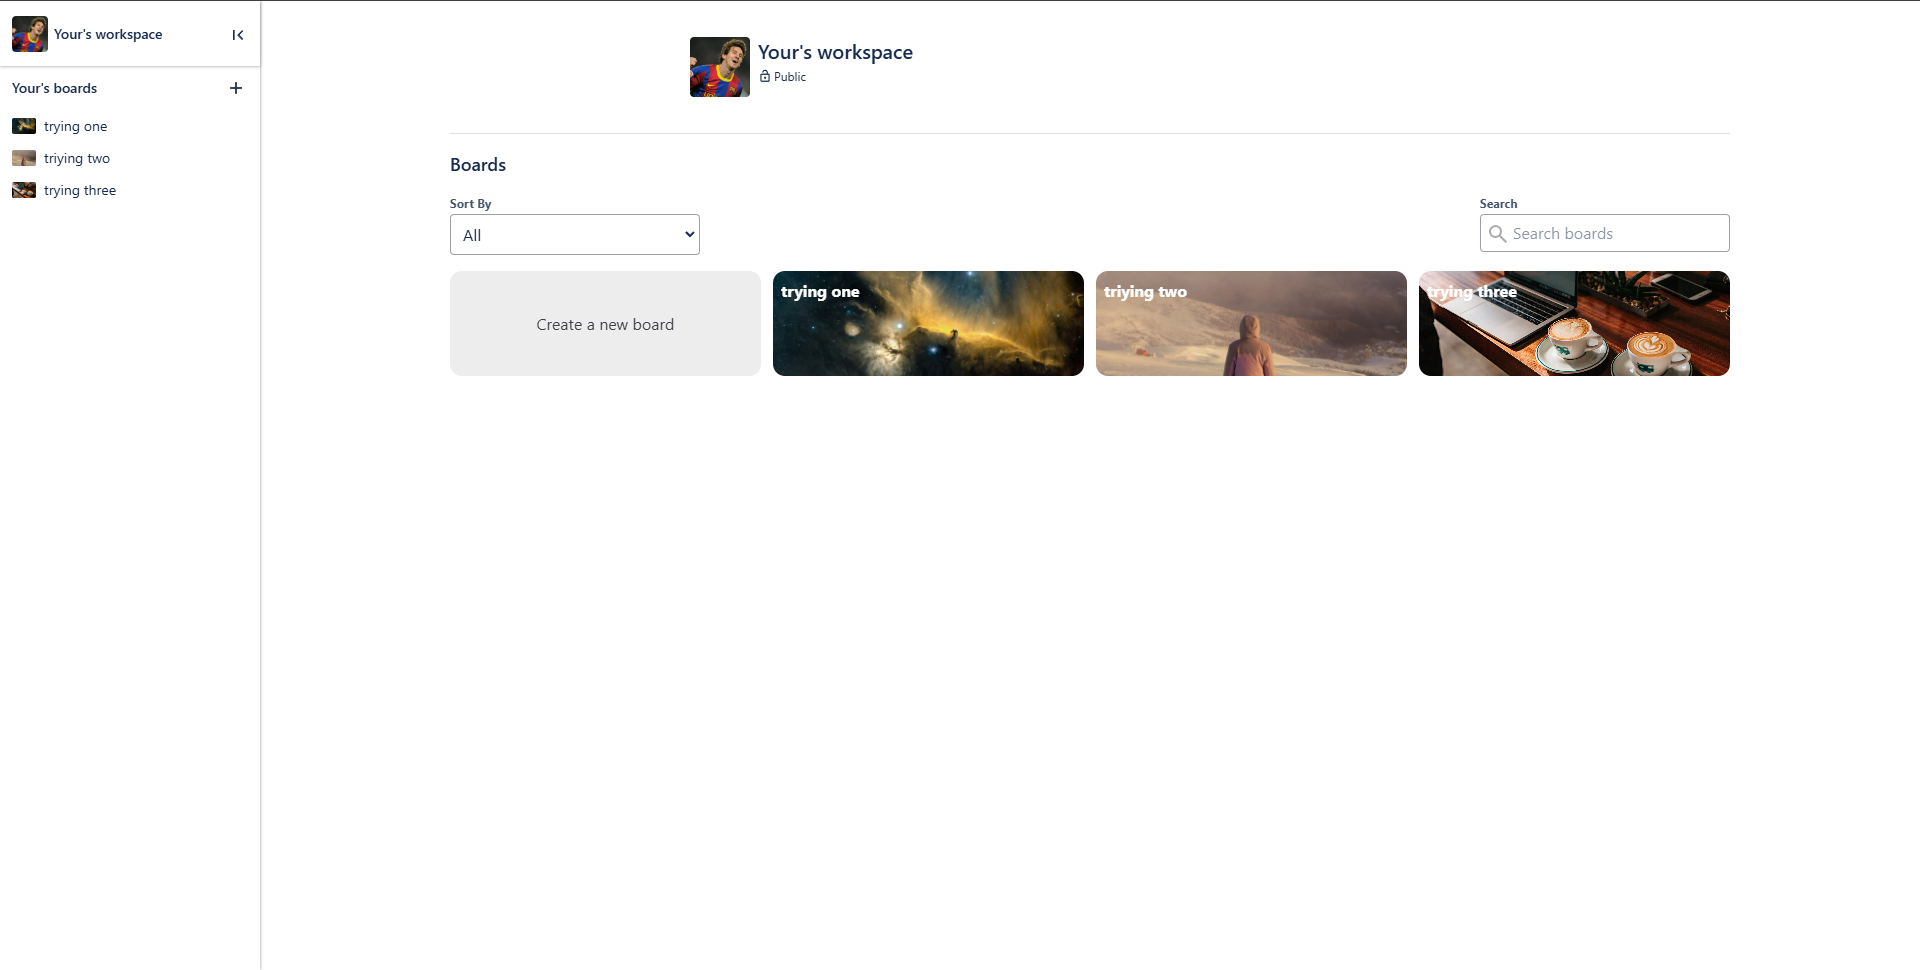 Your's workspace
Your's boards
trying one
triying two
trying three
Your's workspace
Public
Boards
Sort By
All
Search
Search boards
Create a new board
trying one
triying two
trying three